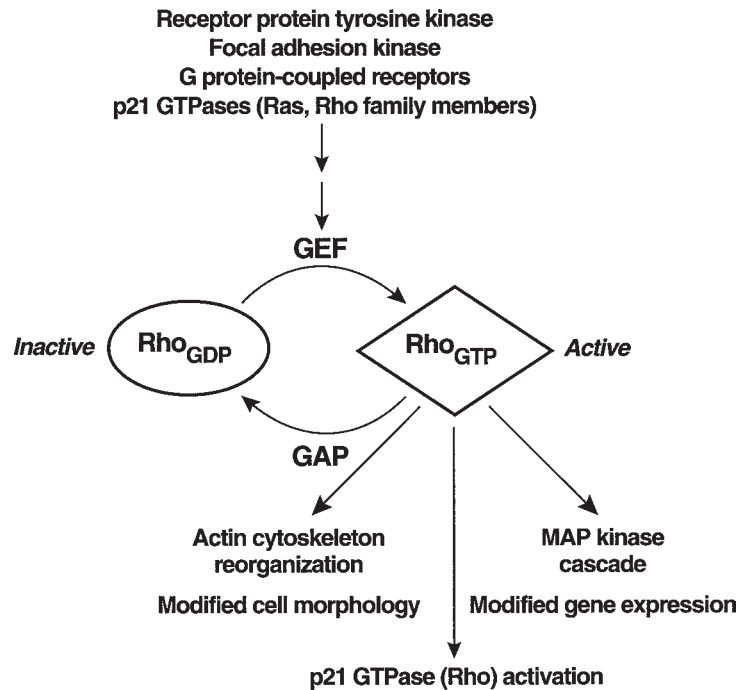 Receptor protein tyrosine kinase
Focal adhesion kinase
G protein-coupled receptors
p21 GTPases (Ras, Rho family members)
GEF
Inactive
RhoGDP
RhoGTP
Active
GAP
Actin cytoskeleton
reorganization
Modified cell morphology
MAP kinase
cascade
Modified gene expression
p21 GTPase (Rho) activation